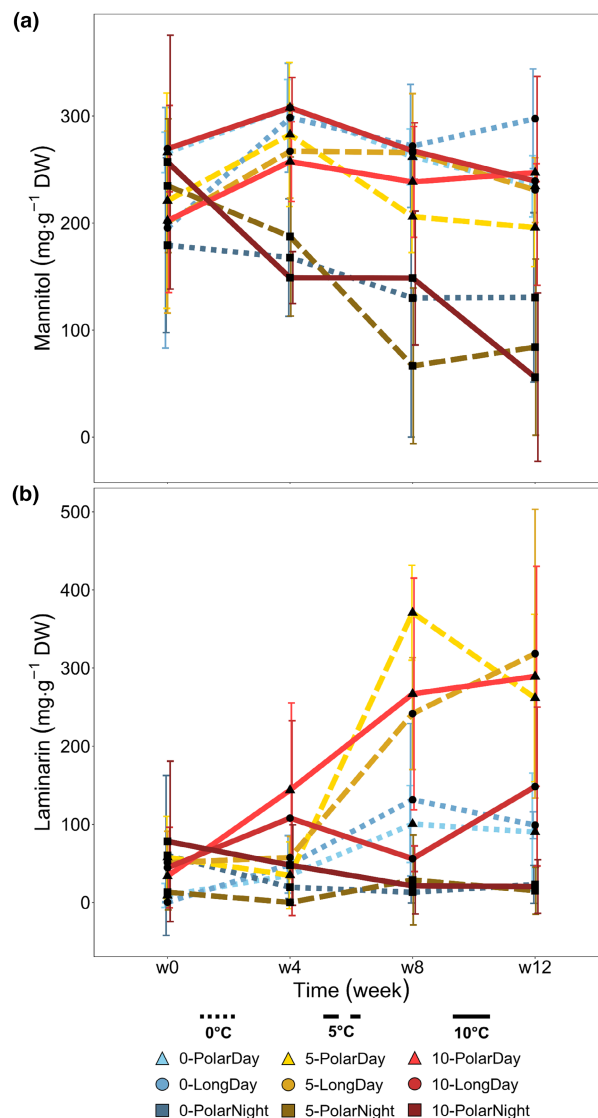 (a)
300
200
100
0
Mannitol (mg·g⁻¹ DW)
(b)
500
400
300
200
100
0
Laminarin (mg·g⁻¹ DW)
w0 w4 w8 w12
Time (week)
0°C 5°C 10°C
0-PolarDay 5-PolarDay 10-PolarDay
0-LongDay 5-LongDay 10-LongDay
0-PolarNight 5-PolarNight 10-PolarNight